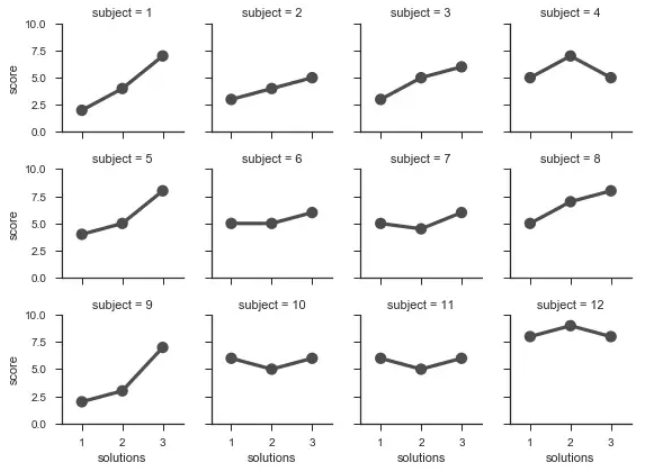 subject = 1 subject = 2 subject = 3 subject = 4
10.0
7.5
5.0
2.5
0.0
score
subject = 5 subject = 6 subject = 7 subject = 8
10.0
7.5
5.0
2.5
0.0
score
subject = 9 subject = 10 subject = 11 subject = 12
10.0
7.5
5.0
2.5
0.0
score
1 2 3 1 2 3 1 2 3 1 2 3
solutions solutions solutions solutions